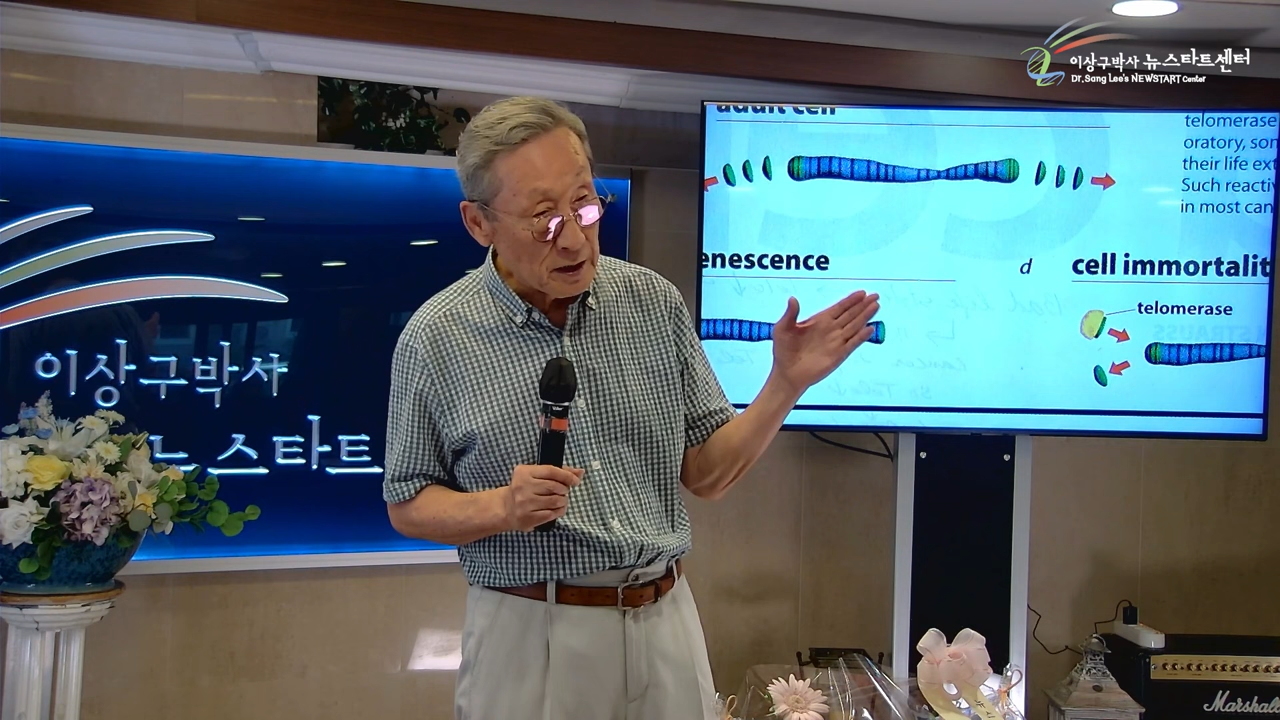 이상구박사 뉴스타트센터
Dr. Sang Lee's NEWSTART Center
adult cell
telomerase
oratory, son
their life ext
Such reacti
in most can
enescence
d
cell immortalit
telomerase
이상구박사
뉴스타트
Marshall